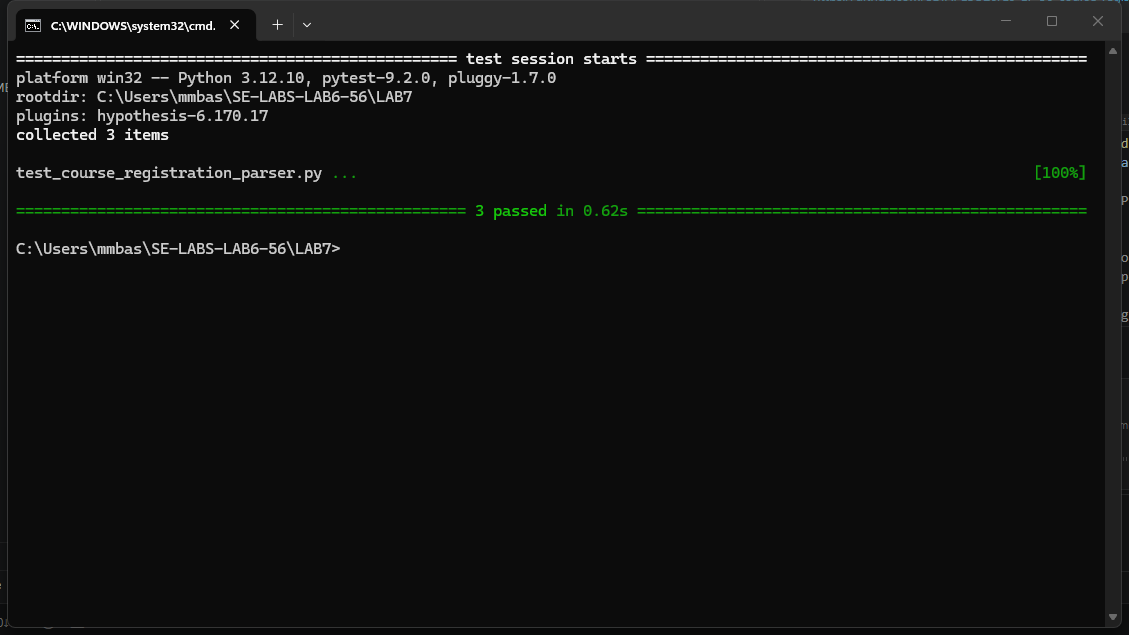 C:\WINDOWS\system32\cmd.
================================================= test session starts =================================================
platform win32 -- Python 3.12.10, pytest-9.2.0, pluggy-1.7.0
rootdir: C:\Users\mmbas\SE-LABS-LAB6-56\LAB7
plugins: hypothesis-6.170.17
collected 3 items
test_course_registration_parser.py ... [100%]
================================================== 3 passed in 0.62s ==================================================
C:\Users\mmbas\SE-LABS-LAB6-56\LAB7>